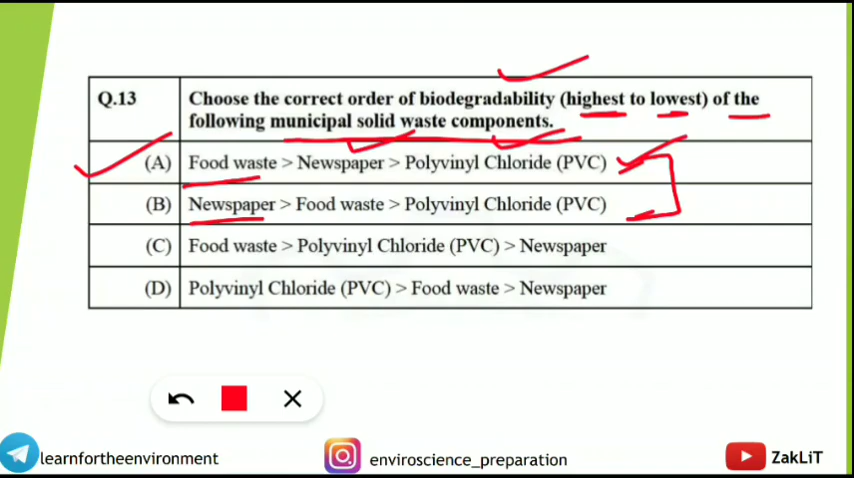 Q.13 Choose the correct order of biodegradability (highest to lowest) of the
following municipal solid waste components.
(A) Food waste > Newspaper > Polyvinyl Chloride (PVC)
(B) Newspaper > Food waste > Polyvinyl Chloride (PVC)
(C) Food waste > Polyvinyl Chloride (PVC) > Newspaper
(D) Polyvinyl Chloride (PVC) > Food waste > Newspaper
learnfortheenvironment enviroscience_preparation ZakLiT